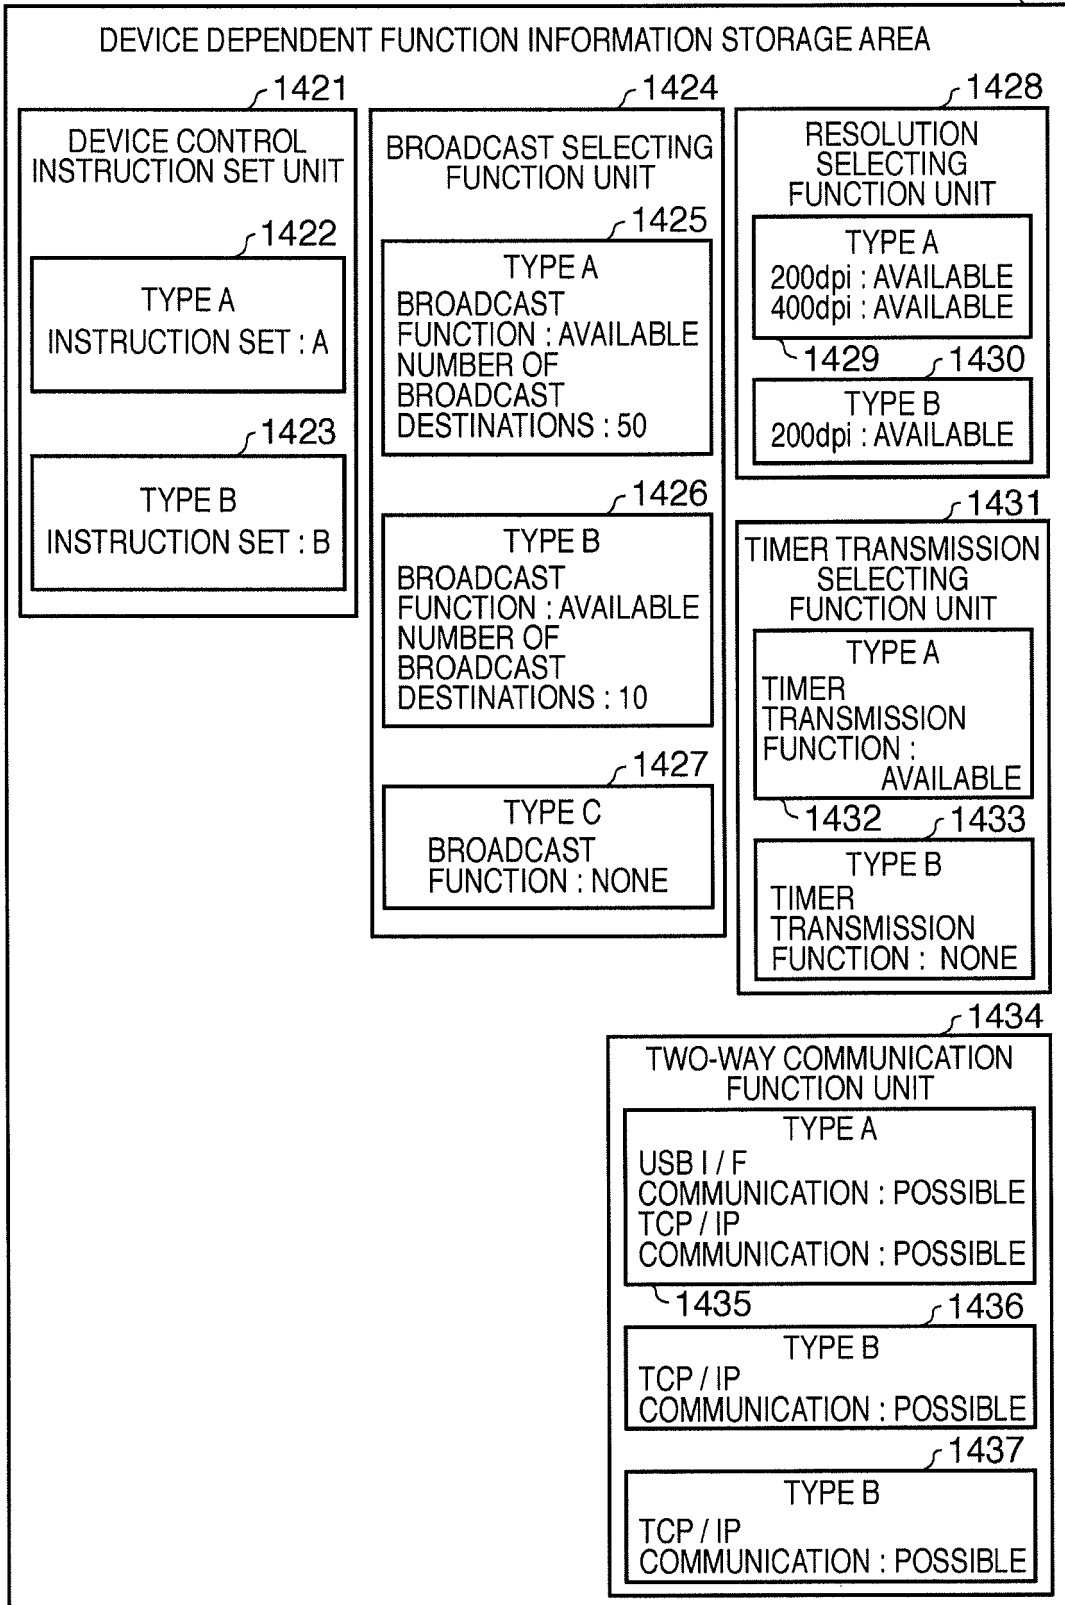 DEVICE DEPENDENT FUNCTION INFORMATION STORAGE AREA
1421
DEVICE CONTROL
INSTRUCTION SET UNIT
1422
TYPE A
INSTRUCTION SET : A
1423
TYPE B
INSTRUCTION SET : B
1424
BROADCAST SELECTING
FUNCTION UNIT
1425
TYPE A
BROADCAST
FUNCTION : AVAILABLE
NUMBER OF
BROADCAST
DESTINATIONS : 50
1426
TYPE B
BROADCAST
FUNCTION : AVAILABLE
NUMBER OF
BROADCAST
DESTINATIONS : 10
1427
TYPE C
BROADCAST
FUNCTION : NONE
1428
RESOLUTION
SELECTING
FUNCTION UNIT
TYPE A
200dpi : AVAILABLE
400dpi : AVAILABLE
1429
1430
TYPE B
200dpi : AVAILABLE
1431
TIMER TRANSMISSION
SELECTING
FUNCTION UNIT
TYPE A
TIMER
TRANSMISSION
FUNCTION :
AVAILABLE
1432
1433
TYPE B
TIMER
TRANSMISSION
FUNCTION : NONE
1434
TWO-WAY COMMUNICATION
FUNCTION UNIT
TYPE A
USB I / F
COMMUNICATION : POSSIBLE
TCP / IP
COMMUNICATION : POSSIBLE
1435
1436
TYPE B
TCP / IP
COMMUNICATION : POSSIBLE
1437
TYPE B
TCP / IP
COMMUNICATION : POSSIBLE